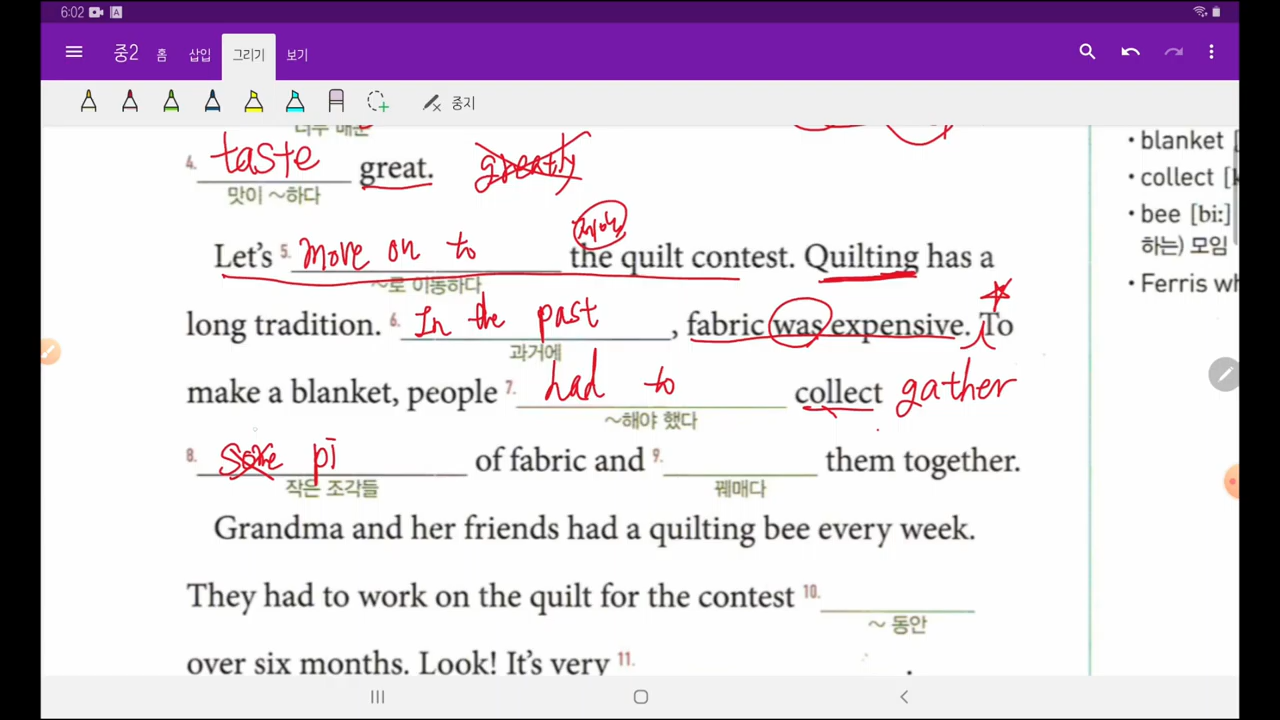 6:02 A
중2 홈 삽입 그리기 보기
중지
너무 매운
4. taste great. greatly
맛이 ~하다
Let's 5. move on to the quilt contest. Quilting has a
~로 이동하다
long tradition. 6. In the past, fabric was expensive. To
과거에
make a blanket, people 7. had to collect gather
~해야 했다
8. some pi of fabric and 9. them together.
작은 조각들 꿰매다
Grandma and her friends had a quilting bee every week.
They had to work on the quilt for the contest 10.
~ 동안
over six months. Look! It's very 11. .
• blanket [
• collect [k
• bee [bi:]
하는) 모임
• Ferris wh